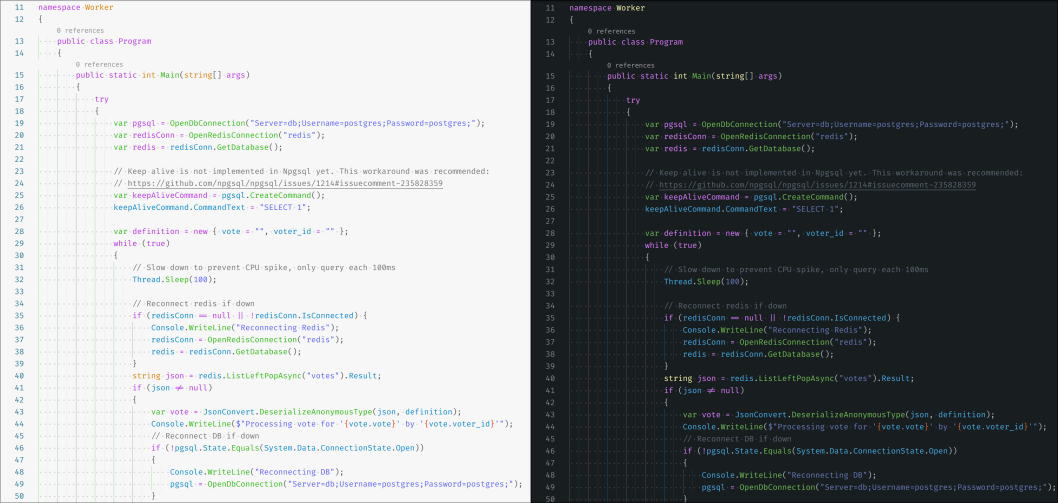 11 namespace Worker
12 {
0 references
13 public class Program
14 {
0 references
15 public static int Main(string[] args)
16 {
17 try
18 {
19 var pgsql = OpenDbConnection("Server=db;Username=postgres;Password=postgres;");
20 var redisConn = OpenRedisConnection("redis");
21 var redis = redisConn.GetDatabase();
22
23 // Keep alive is not implemented in Npgsql yet. This workaround was recommended:
24 // https://github.com/npgsql/npgsql/issues/1214#issuecomment-235828359
25 var keepAliveCommand = pgsql.CreateCommand();
26 keepAliveCommand.CommandText = "SELECT 1";
27
28 var definition = new { vote = "", voter_id = "" };
29 while (true)
30 {
31 // Slow down to prevent CPU spike, only query each 100ms
32 Thread.Sleep(100);
33
34 // Reconnect redis if down
35 if (redisConn == null || !redisConn.IsConnected) {
36 Console.WriteLine("Reconnecting Redis");
37 redisConn = OpenRedisConnection("redis");
38 redis = redisConn.GetDatabase();
39 }
40 string json = redis.ListLeftPopAsync("votes").Result;
41 if (json != null)
42 {
43 var vote = JsonConvert.DeserializeAnonymousType(json, definition);
44 Console.WriteLine($"Processing vote for '{vote.vote}' by '{vote.voter_id}'");
45 // Reconnect DB if down
46 if (!pgsql.State.Equals(System.Data.ConnectionState.Open))
47 {
48 Console.WriteLine("Reconnecting DB");
49 pgsql = OpenDbConnection("Server=db;Username=postgres;Password=postgres;");
50 }
11 namespace Worker
12 {
0 references
13 public class Program
14 {
0 references
15 public static int Main(string[] args)
16 {
17 try
18 {
19 var pgsql = OpenDbConnection("Server=db;Username=postgres;Password=postgres;");
20 var redisConn = OpenRedisConnection("redis");
21 var redis = redisConn.GetDatabase();
22
23 // Keep alive is not implemented in Npgsql yet. This workaround was recommended:
24 // https://github.com/npgsql/npgsql/issues/1214#issuecomment-235828359
25 var keepAliveCommand = pgsql.CreateCommand();
26 keepAliveCommand.CommandText = "SELECT 1";
27
28 var definition = new { vote = "", voter_id = "" };
29 while (true)
30 {
31 // Slow down to prevent CPU spike, only query each 100ms
32 Thread.Sleep(100);
33
34 // Reconnect redis if down
35 if (redisConn == null || !redisConn.IsConnected) {
36 Console.WriteLine("Reconnecting Redis");
37 redisConn = OpenRedisConnection("redis");
38 redis = redisConn.GetDatabase();
39 }
40 string json = redis.ListLeftPopAsync("votes").Result;
41 if (json != null)
42 {
43 var vote = JsonConvert.DeserializeAnonymousType(json, definition);
44 Console.WriteLine($"Processing vote for '{vote.vote}' by '{vote.voter_id}'");
45 // Reconnect DB if down
46 if (!pgsql.State.Equals(System.Data.ConnectionState.Open))
47 {
48 Console.WriteLine("Reconnecting DB");
49 pgsql = OpenDbConnection("Server=db;Username=postgres;Password=postgres;");
50 }